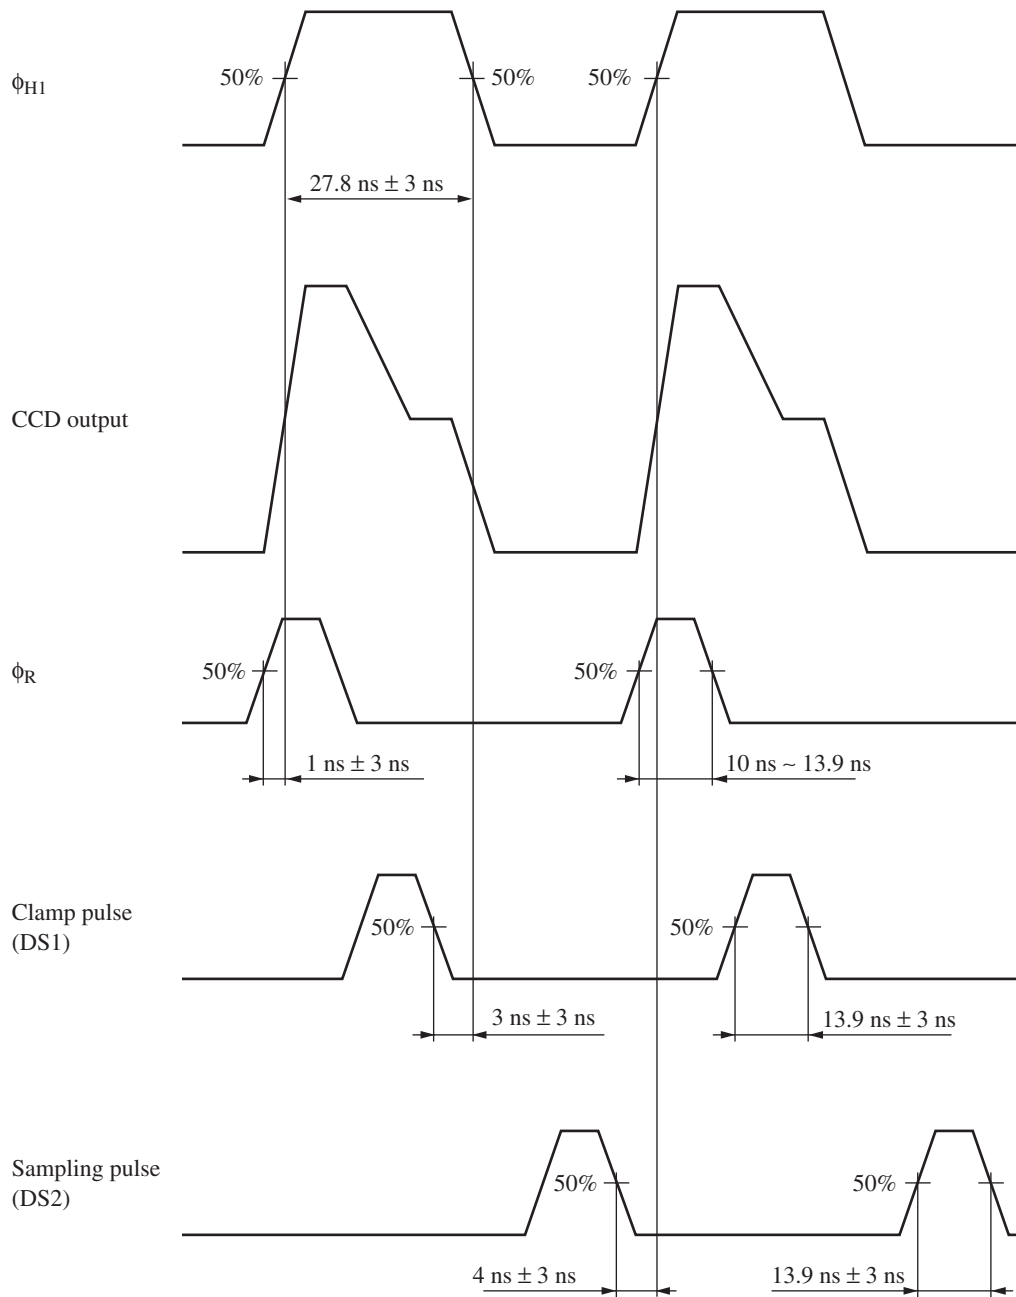 50%
50%
50%
ϕH1
27.8 ns ± 3 ns
CCD output
50%
50%
ϕR
1 ns ± 3 ns
10 ns ~ 13.9 ns
Clamp pulse
(DS1)
50%
50%
3 ns ± 3 ns
13.9 ns ± 3 ns
Sampling pulse
(DS2)
50%
50%
4 ns ± 3 ns
13.9 ns ± 3 ns